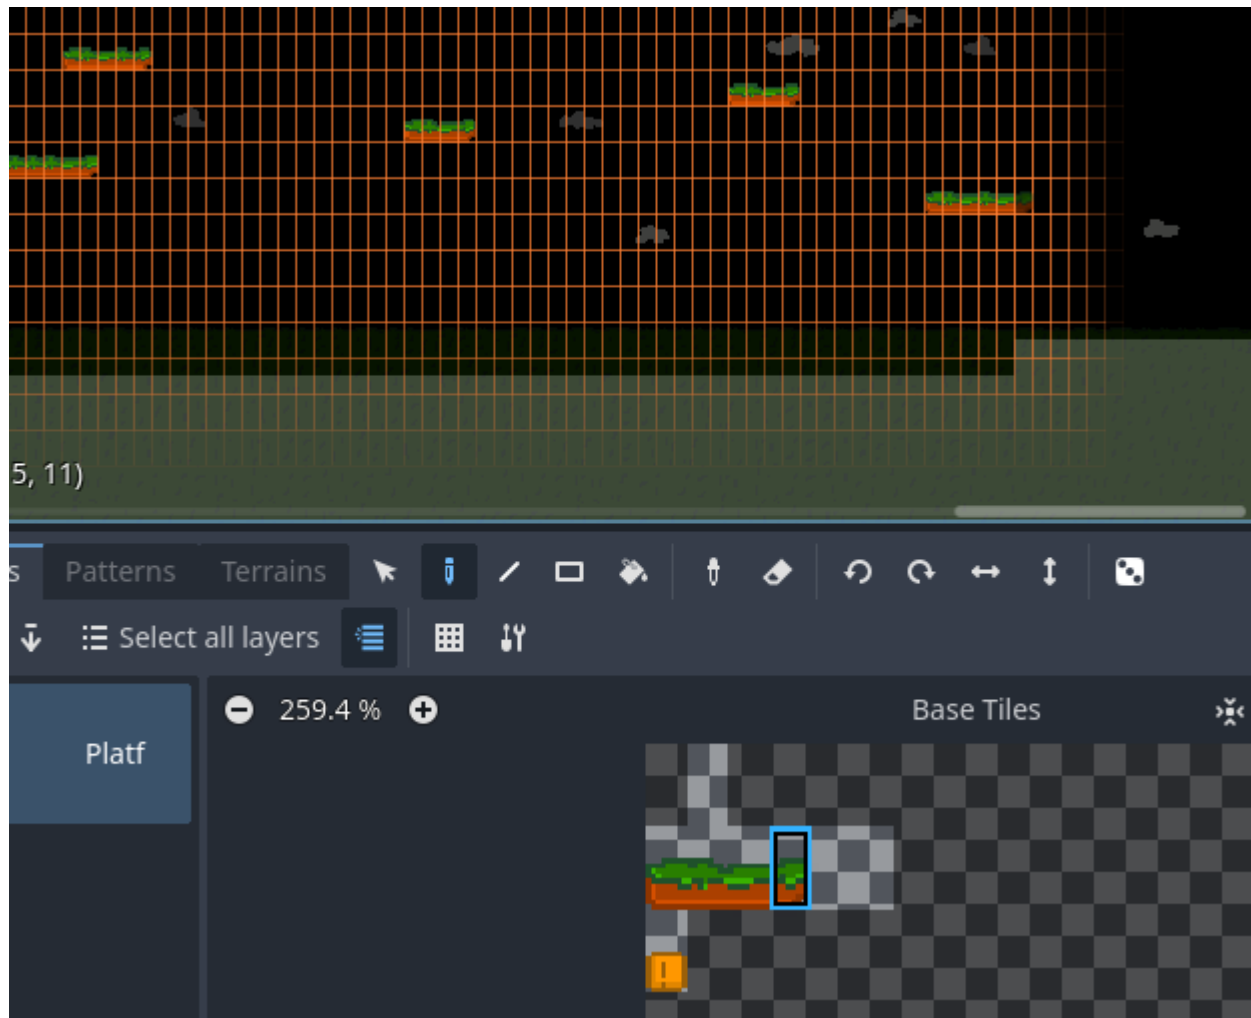 5, 11)
s Patterns Terrains
Select all layers
259.4 % Base Tiles
Platf